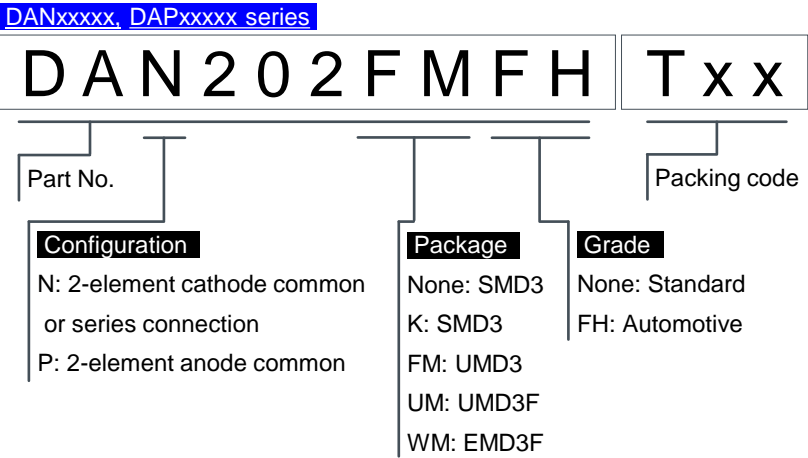 DANxxxxx, DAPxxxxx series
DAN202FMFH Txx
Part No.
Packing code
Configuration
N: 2-element cathode common
or series connection
P: 2-element anode common
Package
None: SMD3
K: SMD3
FM: UMD3
UM: UMD3F
WM: EMD3F
Grade
None: Standard
FH: Automotive